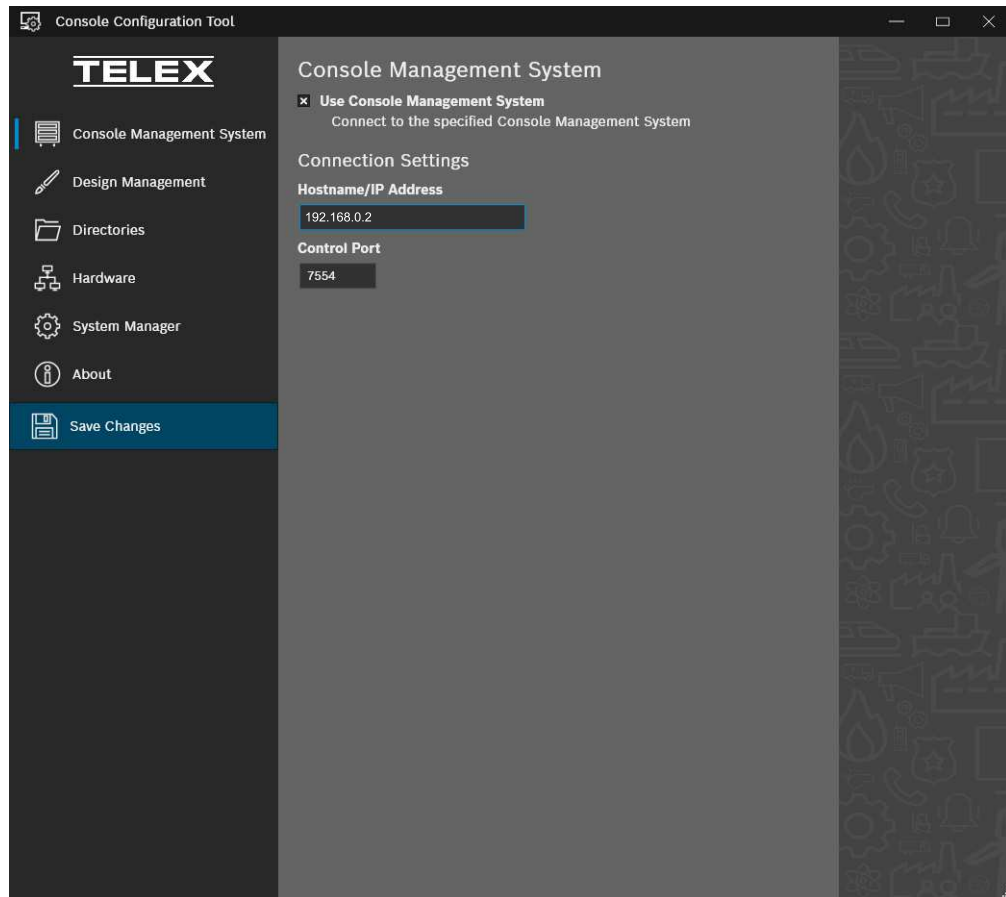 Console Configuration Tool
TELEX
Console Management System
Design Management
Directories
Hardware
System Manager
About
Save Changes
Console Management System
Use Console Management System
Connect to the specified Console Management System
Connection Settings
Hostname/IP Address
192.168.0.2
Control Port
7554